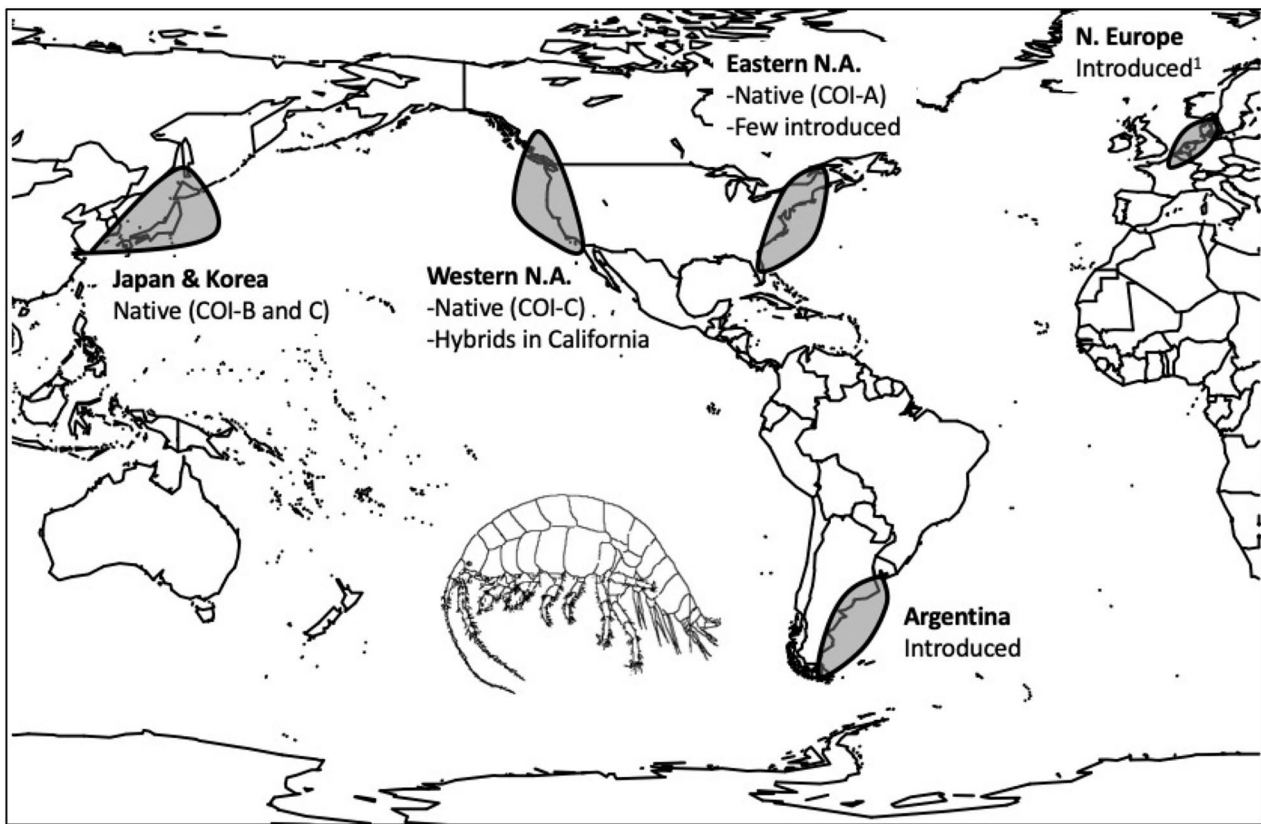 N. Europe
Introduced¹
Eastern N.A.
-Native (COI-A)
-Few introduced
Japan & Korea
Native (COI-B and C)
Western N.A.
-Native (COI-C)
-Hybrids in California
Argentina
Introduced